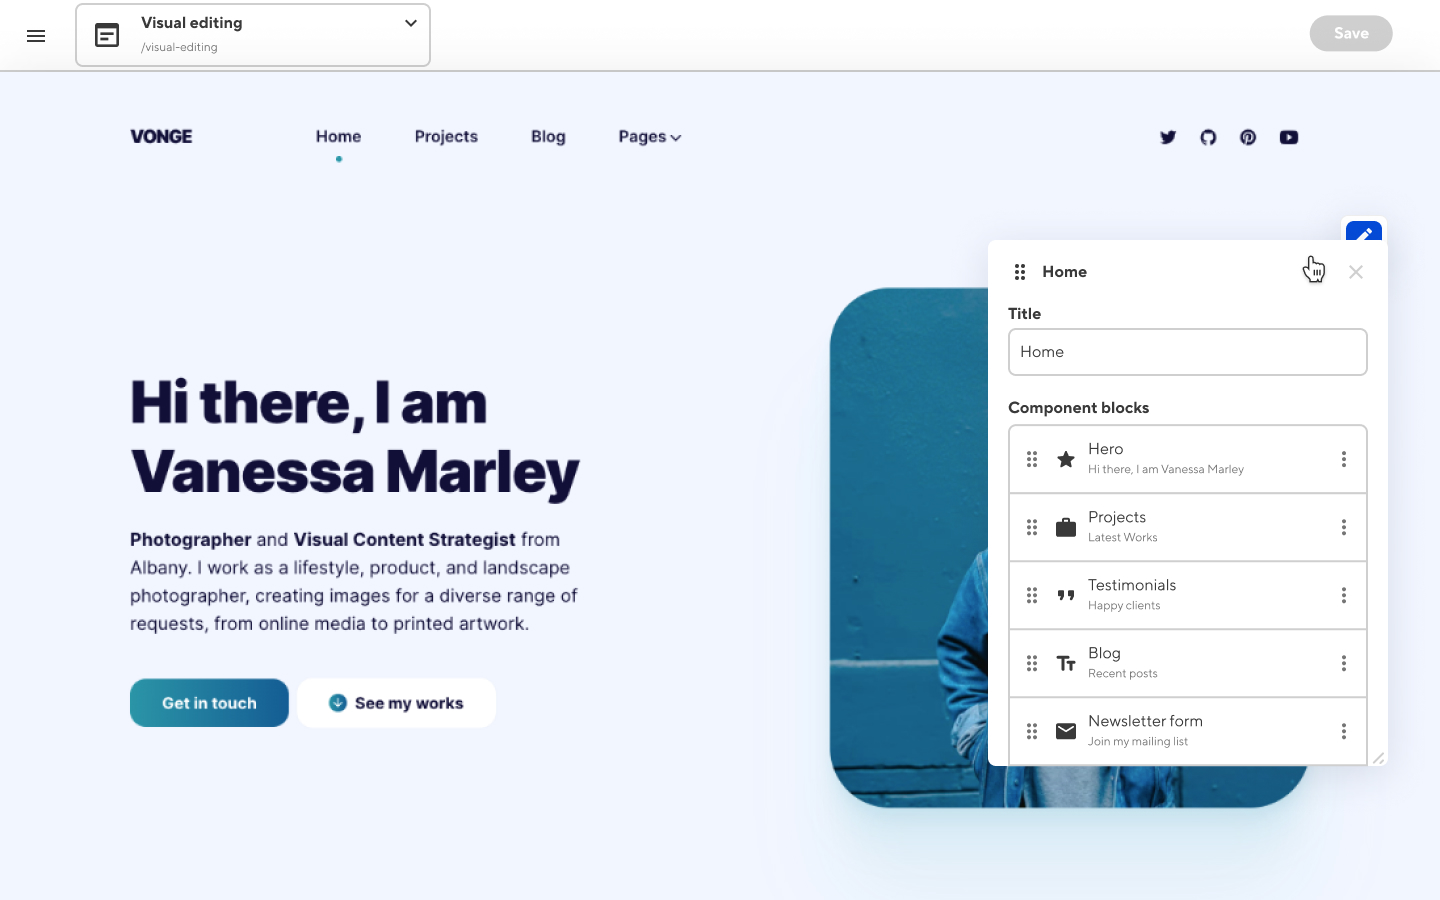 Visual editing
/visual-editing
Save
VONGE
Home
Projects
Blog
Pages
Home
Title
Home
Component blocks
Hero
Hi there, I am Vanessa Marley
Projects
Latest Works
Testimonials
Happy clients
Blog
Recent posts
Newsletter form
Join my mailing list
Hi there, I am
Vanessa Marley
Photographer and Visual Content Strategist from
Albany. I work as a lifestyle, product, and landscape
photographer, creating images for a diverse range of
requests, from online media to printed artwork.
Get in touch
See my works